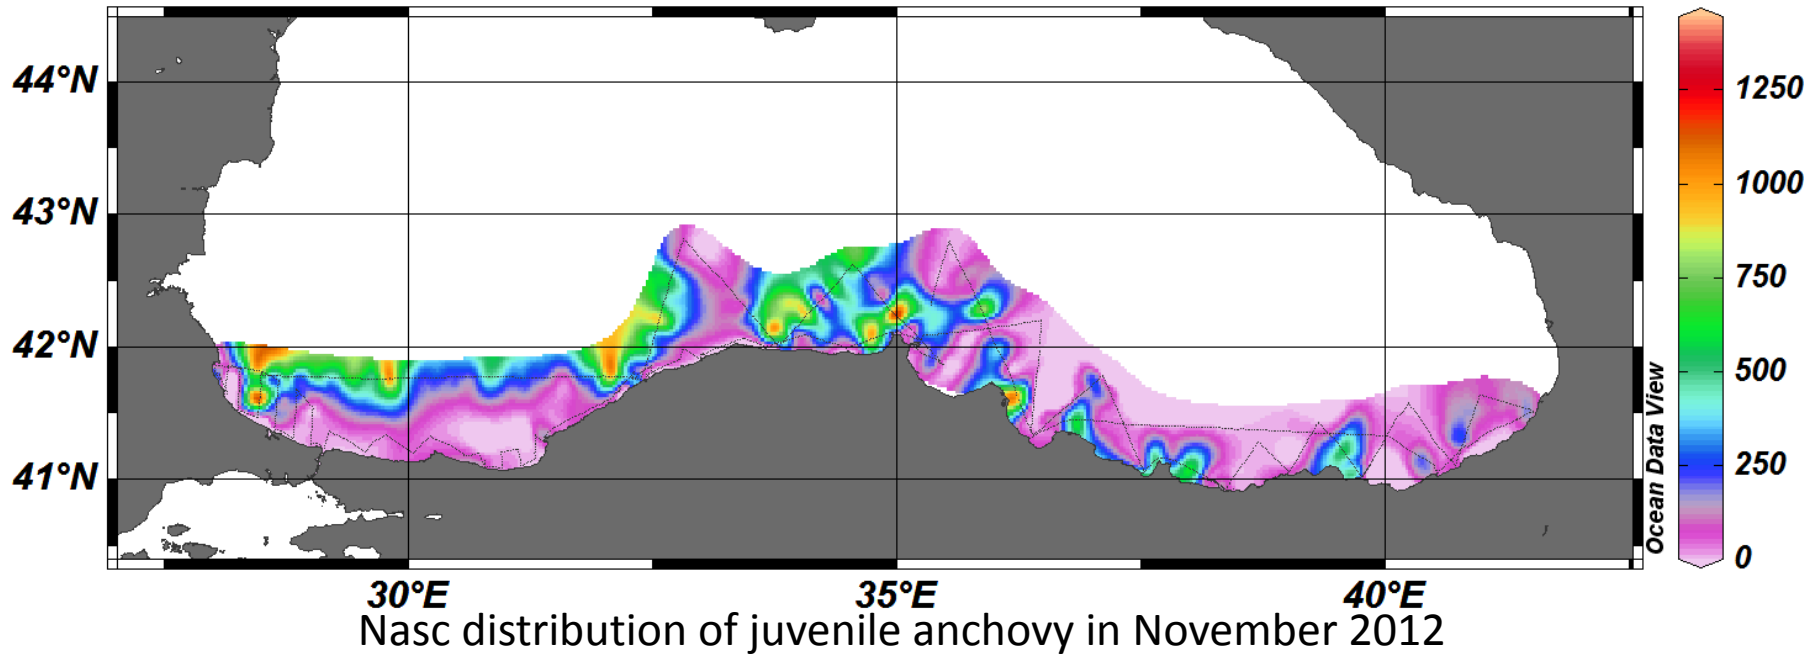 44°N
43°N
42°N
41°N
30°E
35°E
40°E
Ocean Data View
1250
1000
750
500
250
0
Nasc distribution of juvenile anchovy in November 2012